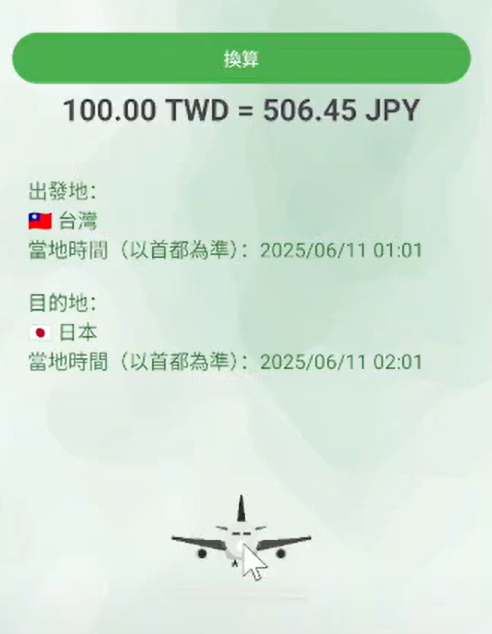 換算
100.00 TWD = 506.45 JPY
出發地：
🇹🇼 台灣
當地時間（以首都為準）：2025/06/11 01:01
目的地：
🇯🇵 日本
當地時間（以首都為準）：2025/06/11 02:01